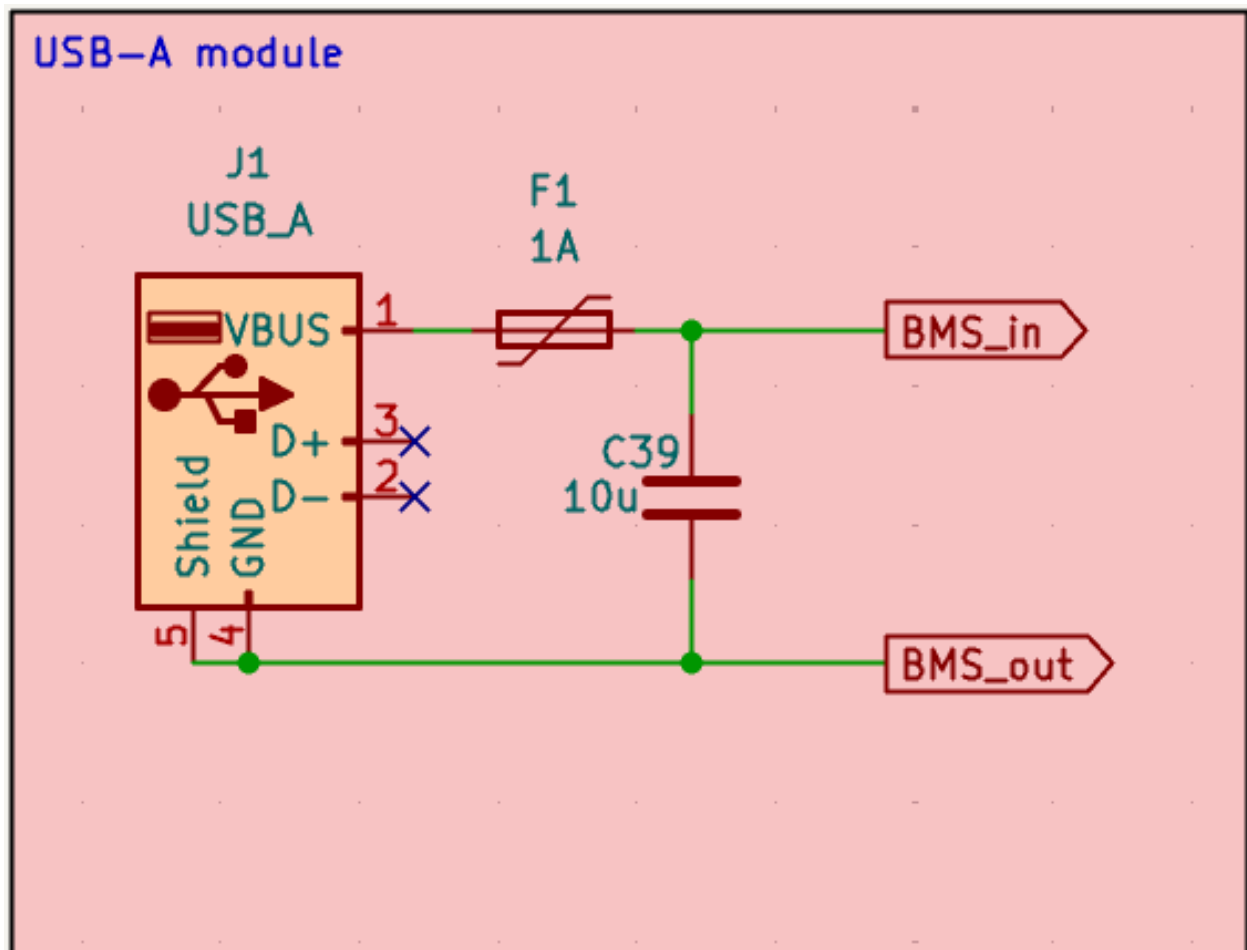 USB-A module
J1
USB_A
F1
1A
VBUS
1
BMS_in
D+
3
D-
2
C39
10u
Shield
GND
5
4
BMS_out